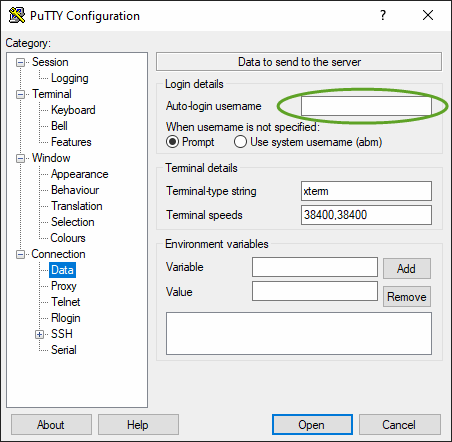 PuTTY Configuration
Category:
Session
Logging
Terminal
Keyboard
Bell
Features
Window
Appearance
Behaviour
Translation
Selection
Colours
Connection
Data
Proxy
Telnet
Rlogin
SSH
Serial
Data to send to the server
Login details
Auto-login username
When username is not specified:
Prompt Use system username (abm)
Terminal details
Terminal-type string xterm
Terminal speeds 38400,38400
Environment variables
Variable Add
Value Remove
About Help Open Cancel